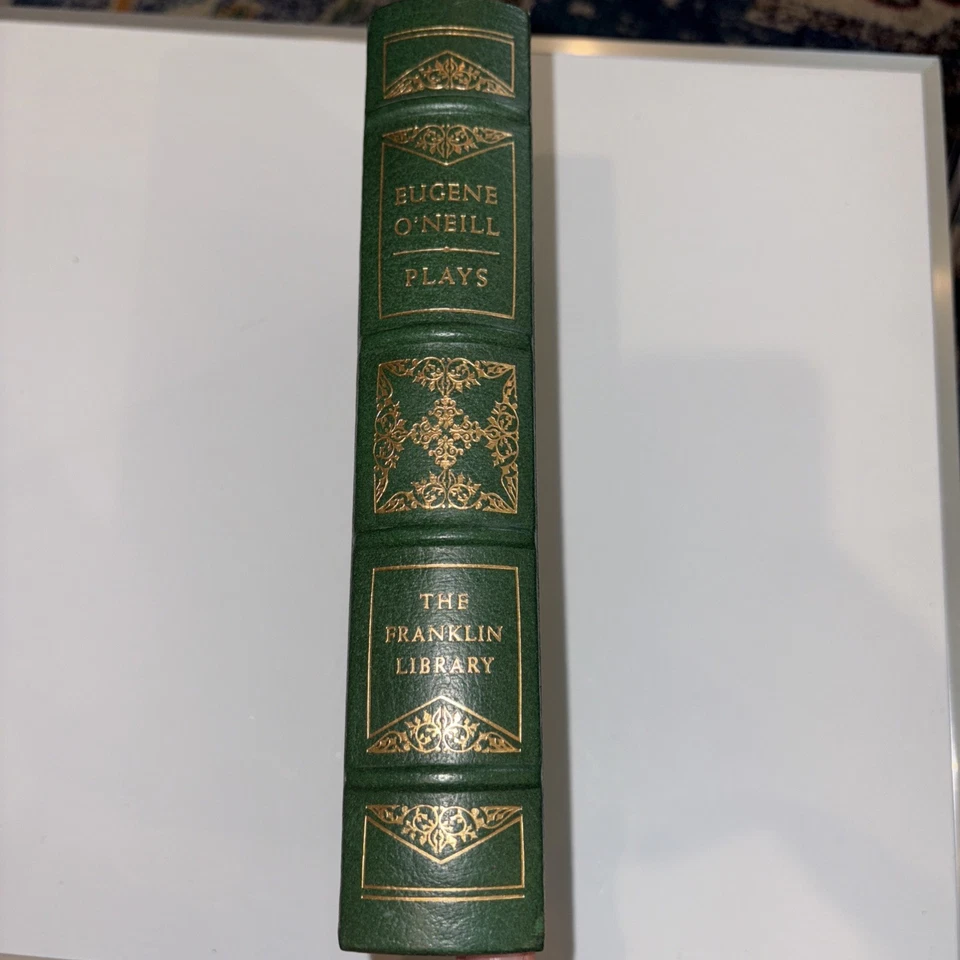 EUGENE
O'NEILL
PLAYS
THE
FRANKLIN
LIBRARY